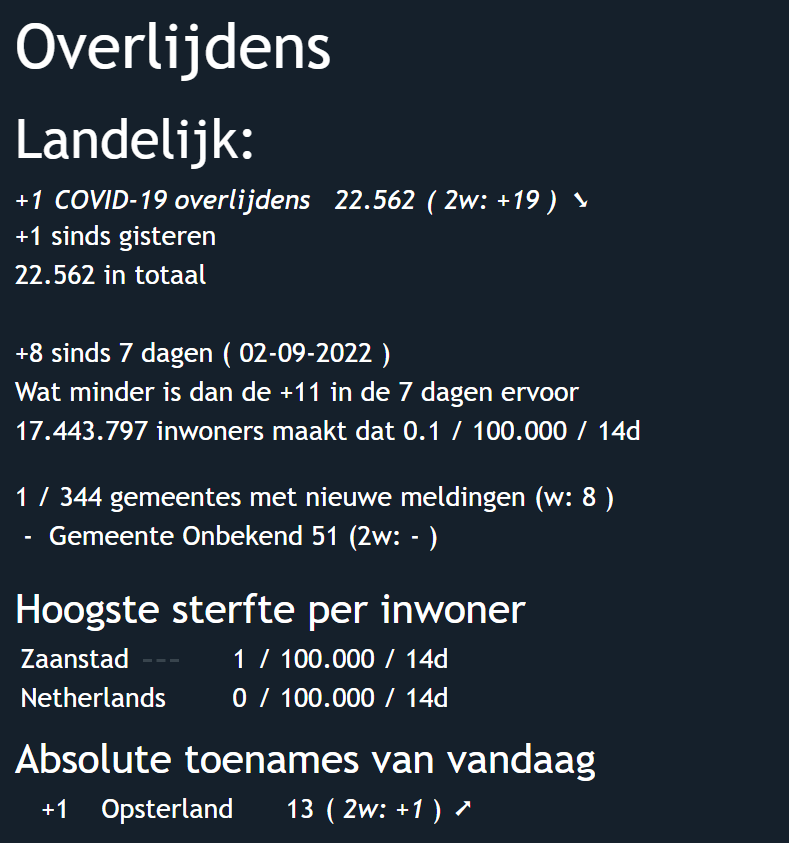 Overlijdens
Landelijk:
+1 COVID-19 overlijdens 22.562 ( 2w: +19 ) ➘
+1 sinds gisteren
22.562 in totaal
+8 sinds 7 dagen ( 02-09-2022 )
Wat minder is dan de +11 in de 7 dagen ervoor
17.443.797 inwoners maakt dat 0.1 / 100.000 / 14d
1 / 344 gemeentes met nieuwe meldingen (w: 8 )
- Gemeente Onbekend 51 (2w: - )
Hoogste sterfte per inwoner
Zaanstad --- 1 / 100.000 / 14d
Netherlands 0 / 100.000 / 14d
Absolute toenames van vandaag
+1 Opsterland 13 ( 2w: +1 ) ➚